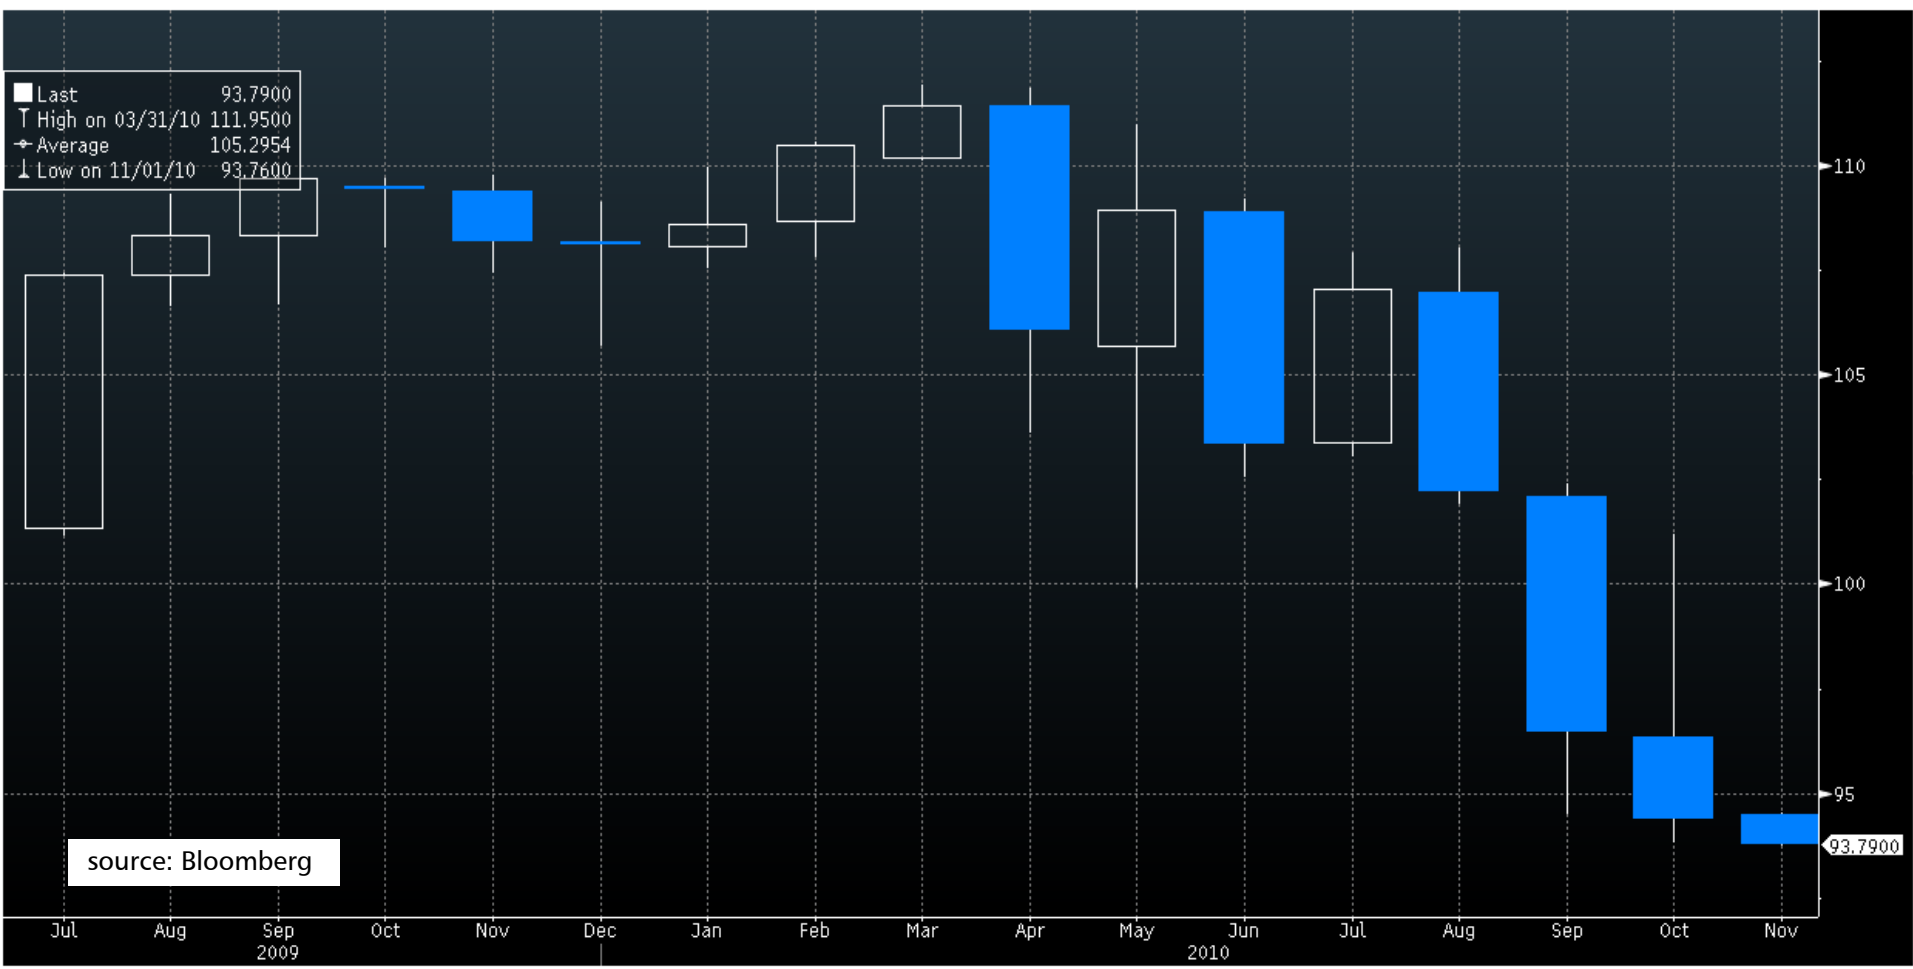 Last 93.7900
High on 03/31/10 111.9500
Average 105.2954
Low on 11/01/10 93.7600
110
105
100
95
93.7900
source: Bloomberg
Jul Aug Sep Oct Nov Dec Jan Feb Mar Apr May Jun Jul Aug Sep Oct Nov
2009 2010